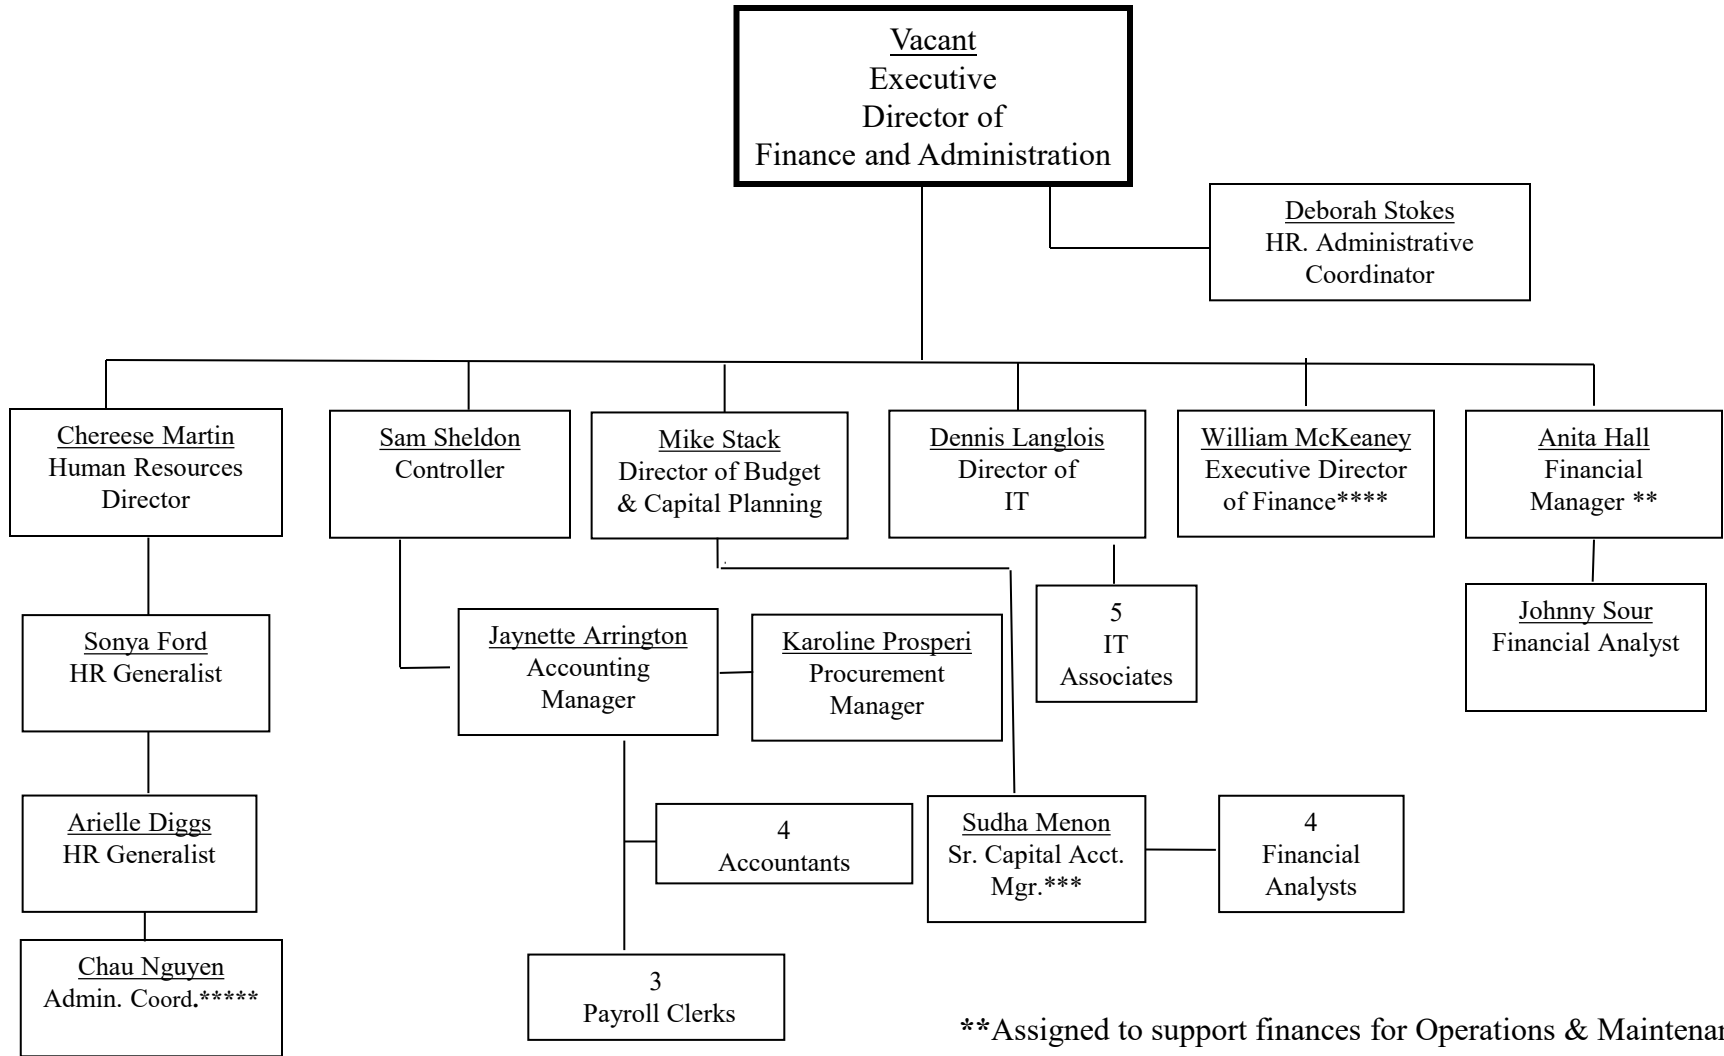 Vacant
Executive
Director of
Finance and Administration
Deborah Stokes
HR. Administrative
Coordinator
Chereese Martin
Human Resources
Director
Sam Sheldon
Controller
Mike Stack
Director of Budget
& Capital Planning
Dennis Langlois
Director of
IT
William McKeaney
Executive Director
of Finance****
Anita Hall
Financial
Manager **
Sonya Ford
HR Generalist
Jaynette Arrington
Accounting
Manager
Karoline Prosperi
Procurement
Manager
5
IT
Associates
Johnny Sour
Financial Analyst
Arielle Diggs
HR Generalist
4
Accountants
Sudha Menon
Sr. Capital Acct.
Mgr.***
4
Financial
Analysts
Chau Nguyen
Admin. Coord.*****
3
Payroll Clerks
**Assigned to support finances for Operations &